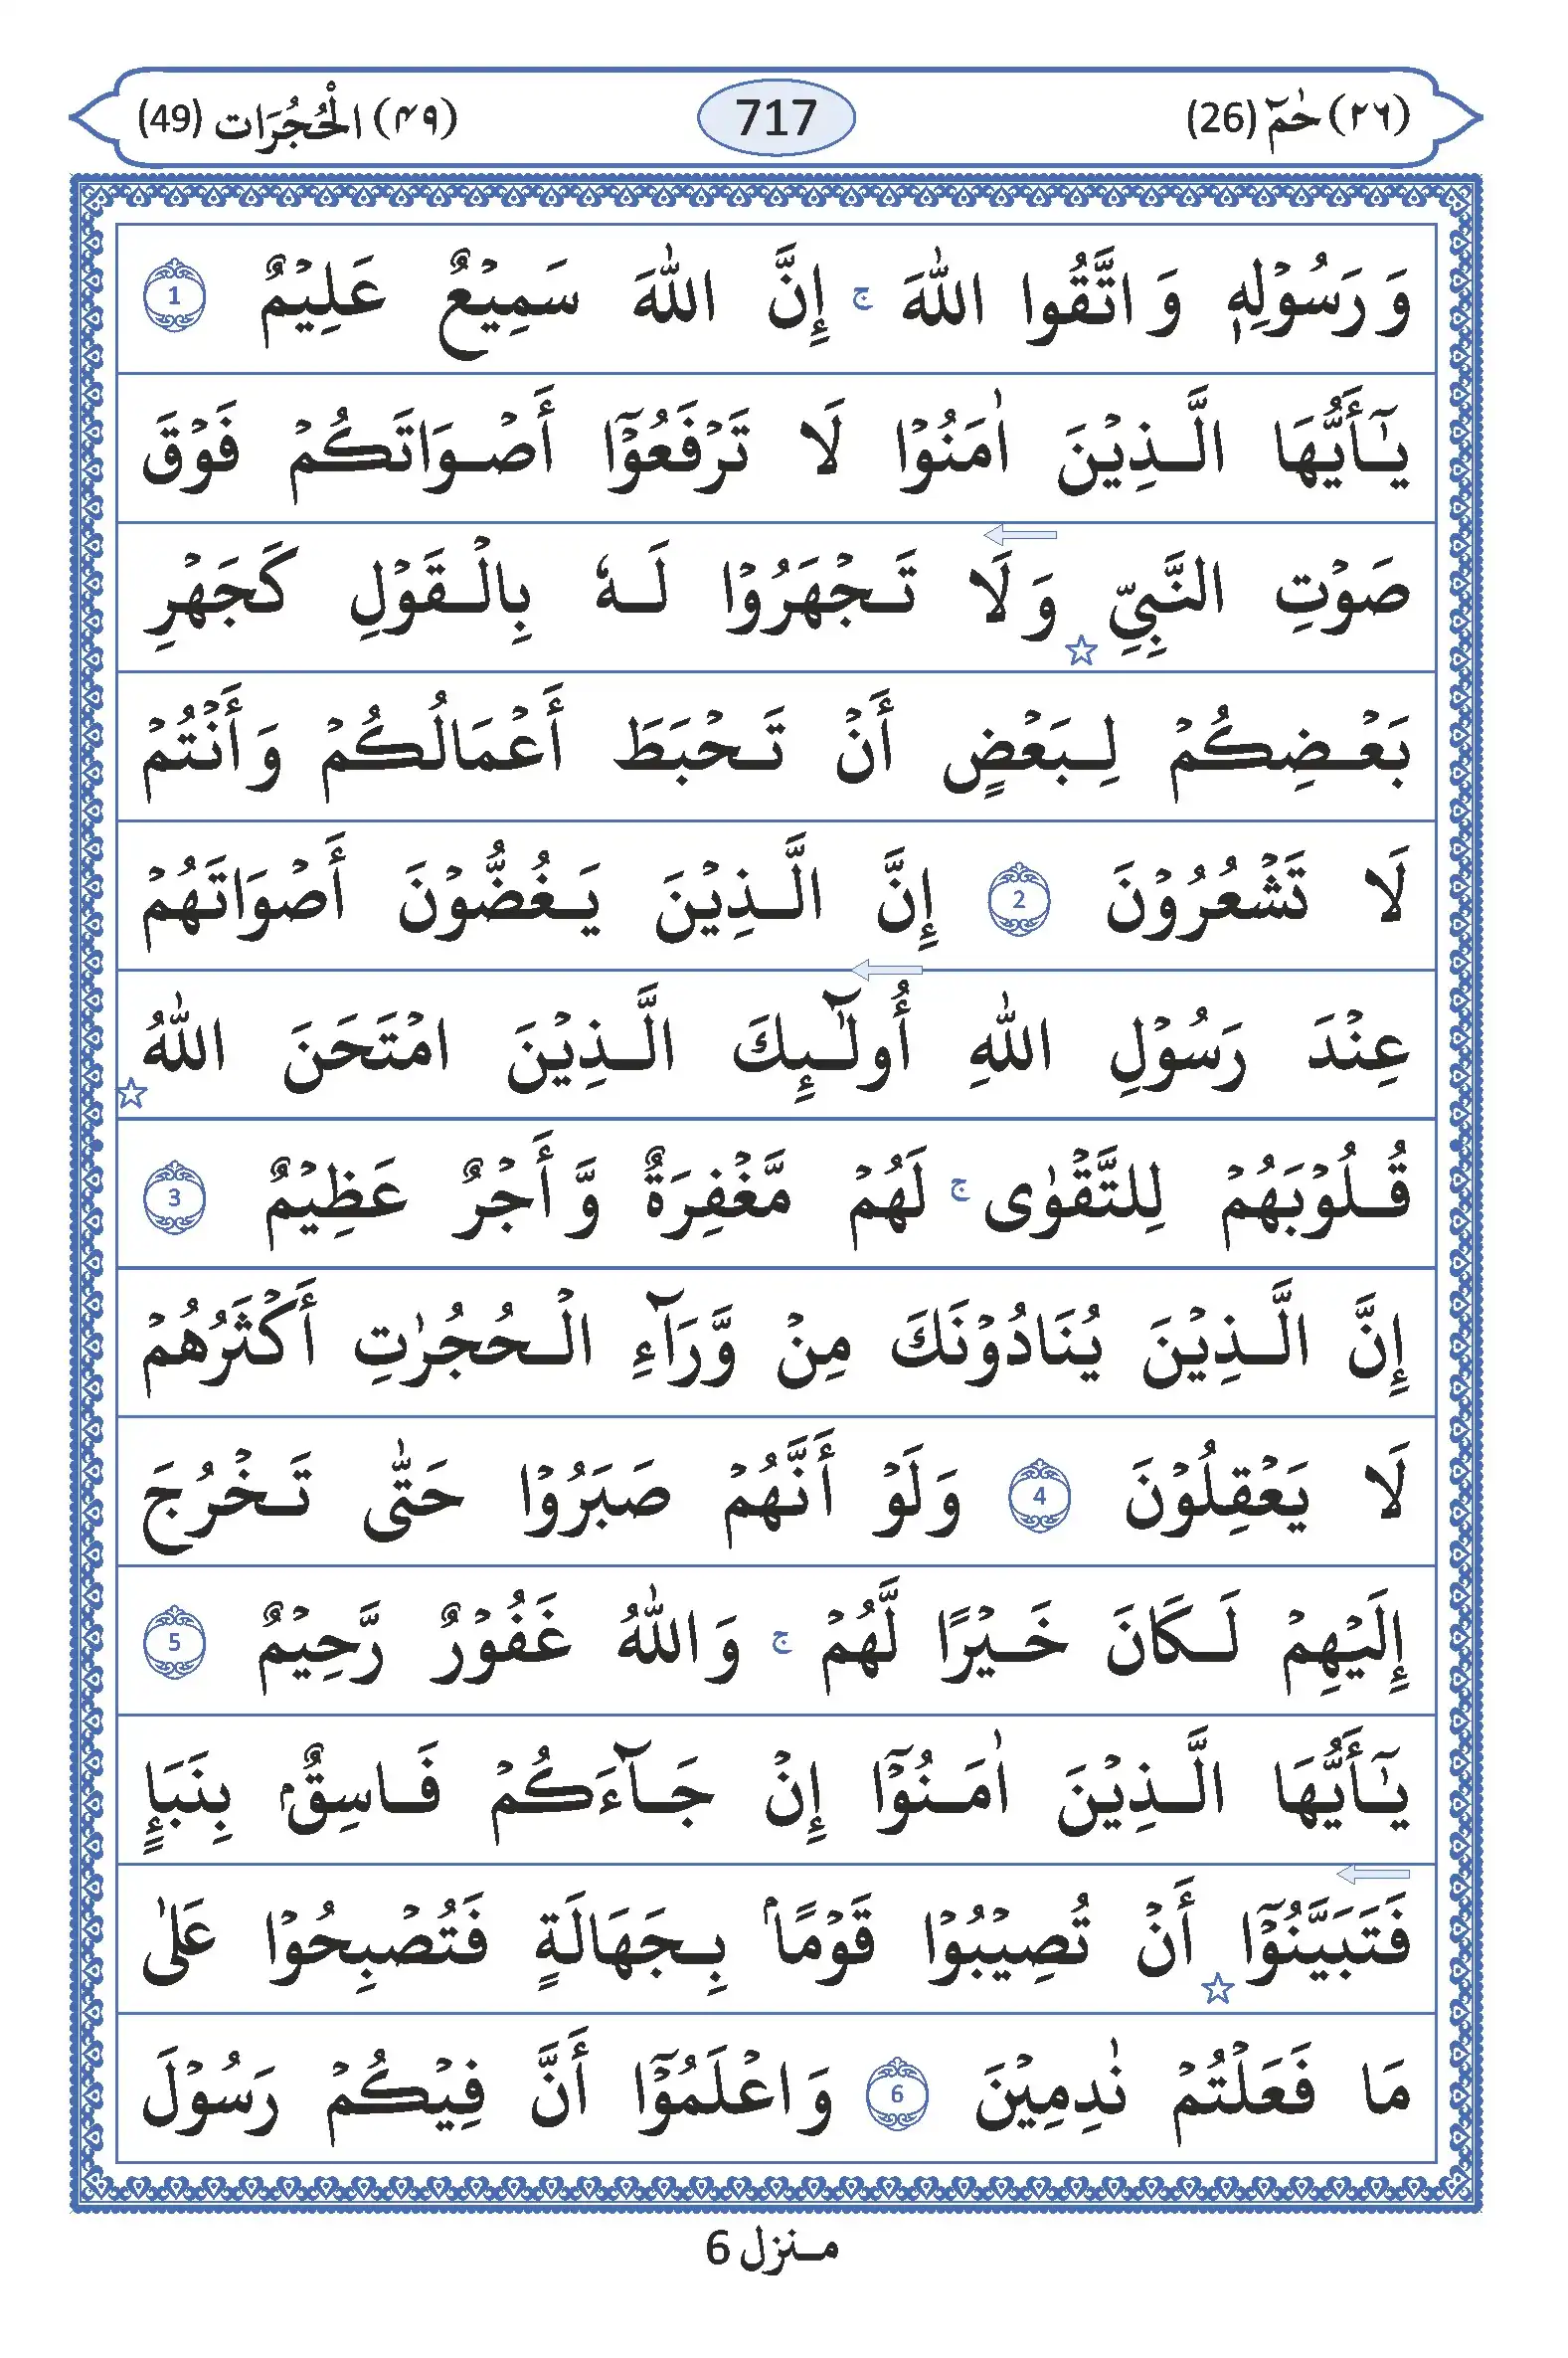 (٢٦) حٰمٓ (26) 717 (٤٩) الْحُجُرَات (49)
وَ رَسُوْلِهٖ وَ اتَّقُوا اللّٰهَ ج إِنَّ اللّٰهَ سَمِيْعٌ عَلِيْمٌ 1
يٰٓأَيُّهَا الَّذِيْنَ اٰمَنُوْا لَا تَرْفَعُوْٓا أَصْوَاتَكُمْ فَوْقَ
صَوْتِ النَّبِيِّ وَلَا تَجْهَرُوْا لَهٗ بِالْقَوْلِ كَجَهْرِ
بَعْضِكُمْ لِبَعْضٍ أَنْ تَحْبَطَ أَعْمَالُكُمْ وَأَنْتُمْ
لَا تَشْعُرُوْنَ 2 إِنَّ الَّذِيْنَ يَغُضُّوْنَ أَصْوَاتَهُمْ
عِنْدَ رَسُوْلِ اللّٰهِ أُولٰٓئِكَ الَّذِيْنَ امْتَحَنَ اللّٰهُ
قُلُوْبَهُمْ لِلتَّقْوٰى ج لَهُمْ مَّغْفِرَةٌ وَّأَجْرٌ عَظِيْمٌ 3
إِنَّ الَّذِيْنَ يُنَادُوْنَكَ مِنْ وَّرَآءِ الْحُجُرٰتِ أَكْثَرُهُمْ
لَا يَعْقِلُوْنَ 4 وَلَوْ أَنَّهُمْ صَبَرُوْا حَتّٰى تَخْرُجَ
إِلَيْهِمْ لَكَانَ خَيْرًا لَّهُمْ ج وَاللّٰهُ غَفُوْرٌ رَّحِيْمٌ 5
يٰٓأَيُّهَا الَّذِيْنَ اٰمَنُوْٓا إِنْ جَآءَكُمْ فَاسِقٌۢ بِنَبَإٍ
فَتَبَيَّنُوْٓا أَنْ تُصِيْبُوْا قَوْمًاۢ بِجَهَالَةٍ فَتُصْبِحُوْا عَلٰى
مَا فَعَلْتُمْ نٰدِمِيْنَ 6 وَاعْلَمُوْٓا أَنَّ فِيْكُمْ رَسُوْلَ
منزل 6